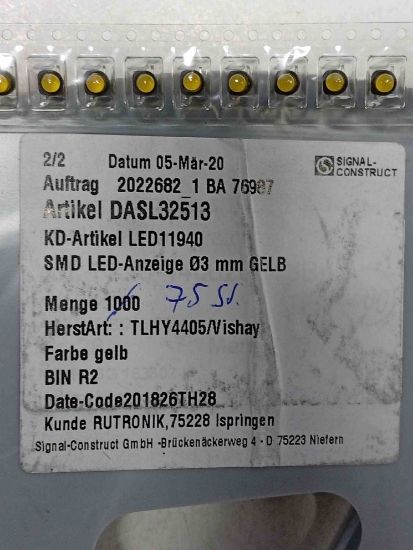 2/2 Datum 05-Mär-20
SIGNAL-
CONSTRUCT
Auftrag 2022682_1 BA 76987
Artikel DASL32513
KD-Artikel LED11940
SMD LED-Anzeige Ø3 mm GELB
Menge 1000 75 St.
HerstArt: : TLHY4405/Vishay
Farbe gelb
BIN R2
Date-Code201826TH28
Kunde RUTRONIK,75228 Ispringen
Signal-Construct GmbH -Brückenäckerweg 4 - D 75223 Niefern